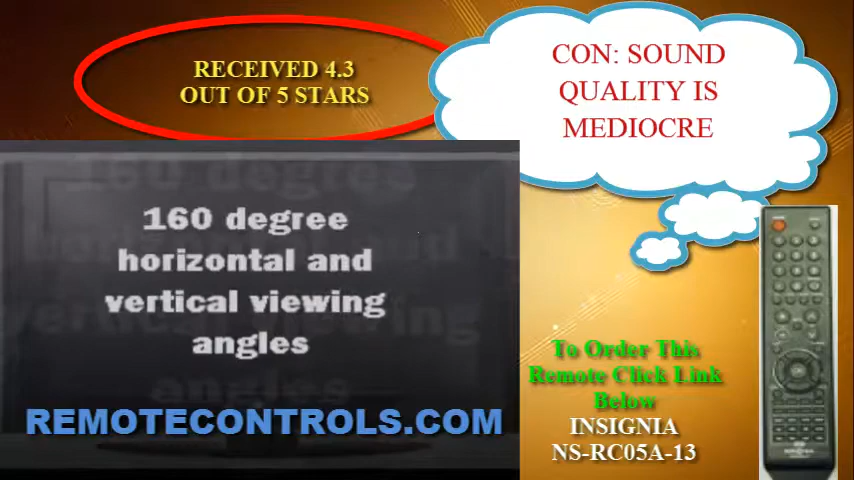 RECEIVED 4.3
OUT OF 5 STARS
CON: SOUND
QUALITY IS
MEDIOCRE
160 degree
horizontal and
vertical viewing
angles
REMOTECONTROLS.COM
To Order This
Remote Click Link
Below
INSIGNIA
NS-RC05A-13